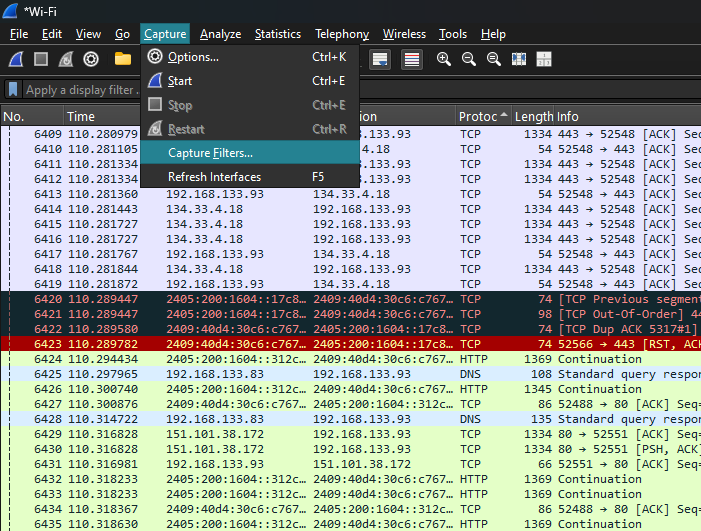 *Wi-Fi
File Edit View Go Capture Analyze Statistics Telephony Wireless Tools Help
Options... Ctrl+K
Start Ctrl+E
Stop Ctrl+E
Restart Ctrl+R
Capture Filters...
Refresh Interfaces F5
Apply a display filter ...
No. Time tion Protoc Length Info
6409 110.280979 .133.93 TCP 1334 443 → 52548 [ACK] Seq
6410 110.281105 4.18 TCP 54 52548 → 443 [ACK] Seq
6411 110.281334 .133.93 TCP 1334 443 → 52548 [ACK] Seq
6412 110.281334 .133.93 TCP 1334 443 → 52548 [ACK] Seq
6413 110.281360 192.168.133.93 134.33.4.18 TCP 54 52548 → 443 [ACK] Seq
6414 110.281443 134.33.4.18 192.168.133.93 TCP 1334 443 → 52548 [ACK] Seq
6415 110.281727 134.33.4.18 192.168.133.93 TCP 1334 443 → 52548 [ACK] Seq
6416 110.281727 134.33.4.18 192.168.133.93 TCP 1334 443 → 52548 [ACK] Seq
6417 110.281767 192.168.133.93 134.33.4.18 TCP 54 52548 → 443 [ACK] Seq
6418 110.281844 134.33.4.18 192.168.133.93 TCP 1334 443 → 52548 [ACK] Seq
6419 110.281892 192.168.133.93 134.33.4.18 TCP 54 52548 → 443 [ACK] Seq
6420 110.289447 2405:200:1604::17c8… 2409:40d4:30c6:c767… TCP 74 [TCP Previous segment
6421 110.289447 2405:200:1604::17c8… 2409:40d4:30c6:c767… TCP 98 [TCP Out-Of-Order] 44
6422 110.289580 2409:40d4:30c6:c767… 2405:200:1604::17c8… TCP 74 [TCP Dup ACK 5317#1]
6423 110.289782 2409:40d4:30c6:c767… 2405:200:1604::17c8… TCP 74 52566 → 443 [RST, ACK
6424 110.294434 2405:200:1604::312c… 2409:40d4:30c6:c767… HTTP 1369 Continuation
6425 110.297965 192.168.133.83 192.168.133.93 DNS 108 Standard query respon
6426 110.300740 2405:200:1604::312c… 2409:40d4:30c6:c767… HTTP 1345 Continuation
6427 110.300876 2409:40d4:30c6:c767… 2405:200:1604::312c… TCP 86 52488 → 80 [ACK] Seq=
6428 110.314722 192.168.133.83 192.168.133.93 DNS 135 Standard query respon
6429 110.316828 151.101.38.172 192.168.133.93 TCP 1334 80 → 52551 [ACK] Seq=
6430 110.316828 151.101.38.172 192.168.133.93 TCP 1334 80 → 52551 [PSH, ACK]
6431 110.316981 192.168.133.93 151.101.38.172 TCP 66 52551 → 80 [ACK] Seq=
6432 110.318233 2405:200:1604::312c… 2409:40d4:30c6:c767… HTTP 1369 Continuation
6433 110.318233 2405:200:1604::312c… 2409:40d4:30c6:c767… HTTP 1369 Continuation
6434 110.318367 2409:40d4:30c6:c767… 2405:200:1604::312c… TCP 86 52488 → 80 [ACK] Seq=
6435 110.318630 2405:200:1604::312c… 2409:40d4:30c6:c767… HTTP 1369 Continuation